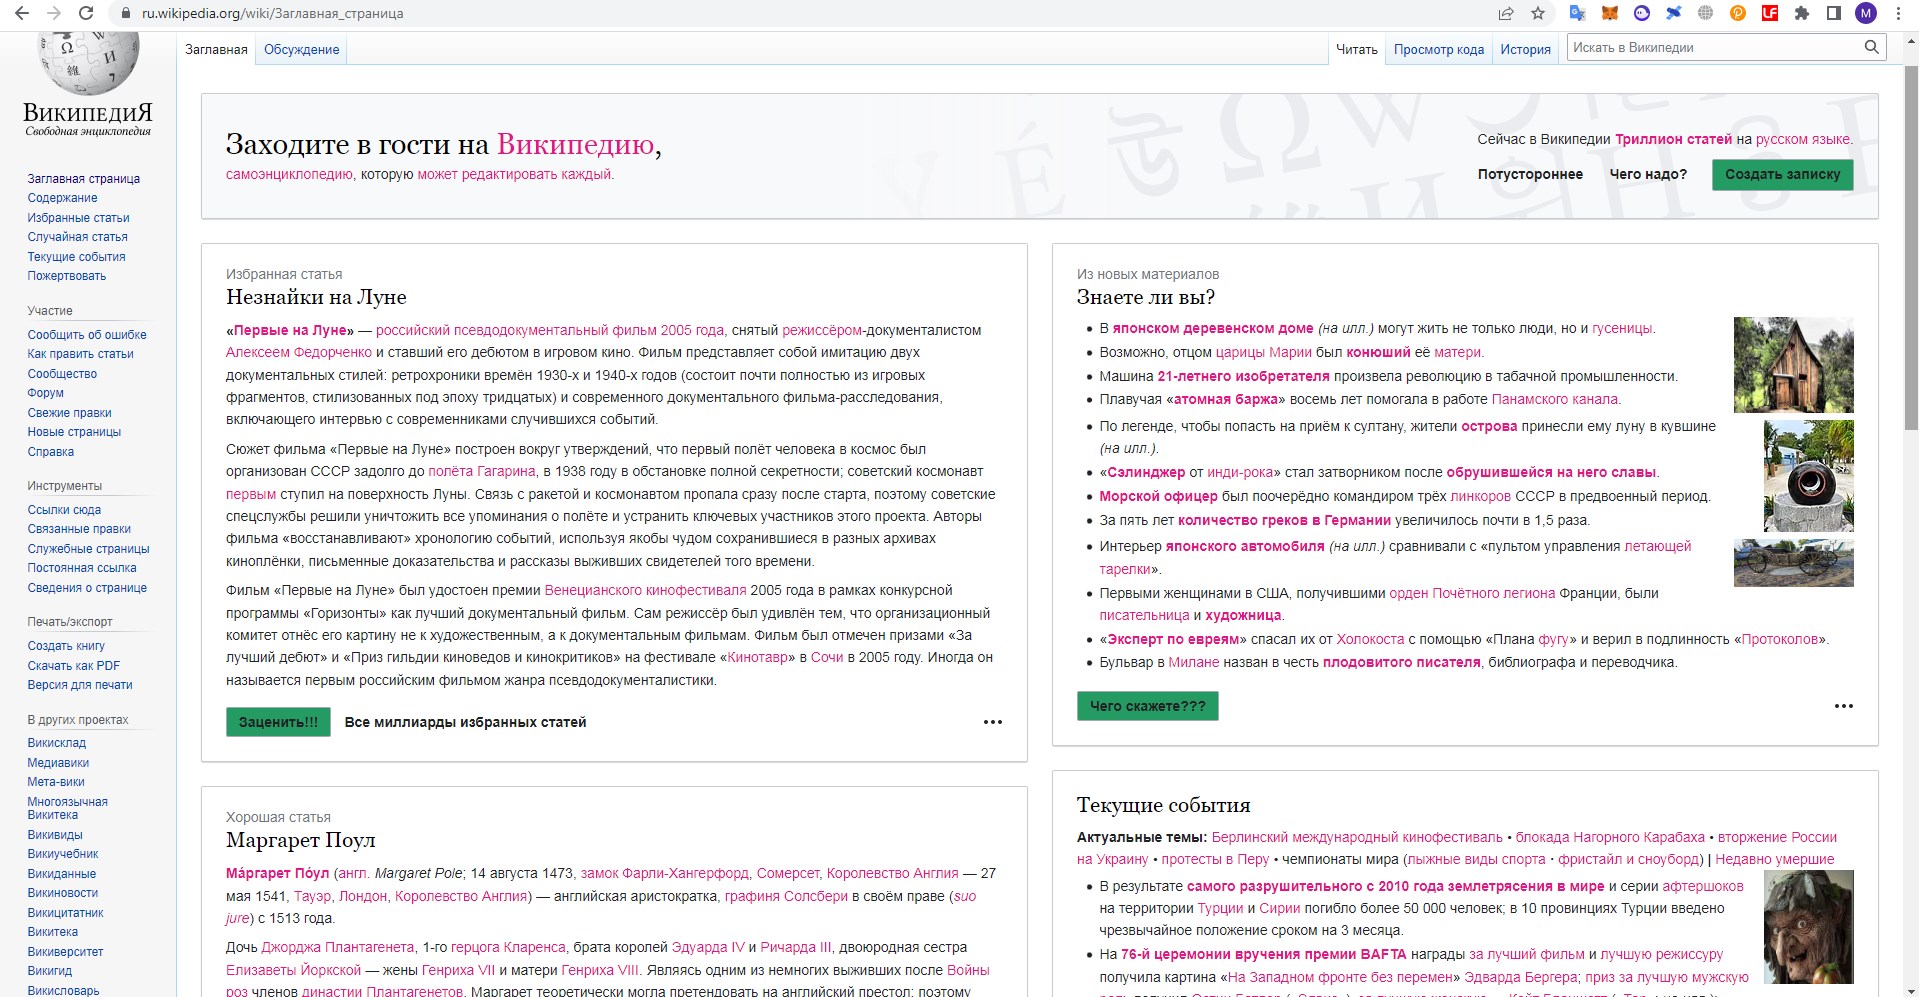 ru.wikipedia.org/wiki/Заглавная_страница
M
LF
ВикипедиЯ
Свободная энциклопедия
Заглавная страница
Содержание
Избранные статьи
Случайная статья
Текущие события
Пожертвовать
Участие
Сообщить об ошибке
Как править статьи
Сообщество
Форум
Свежие правки
Новые страницы
Справка
Инструменты
Ссылки сюда
Связанные правки
Служебные страницы
Постоянная ссылка
Сведения о странице
Печать/экспорт
Создать книгу
Скачать как PDF
Версия для печати
В других проектах
Викисклад
Медиавики
Мета-вики
Многоязычная
Викитека
Викивиды
Викиучебник
Викиданные
Викиновости
Викицитатник
Викитека
Викиверситет
Викигид
Викисловарь
Заглавная
Обсуждение
Читать
Просмотр кода
История
Искать в Википедии
Заходите в гости на Википедию,
самоэнциклопедию, которую может редактировать каждый.
Сейчас в Википедии Триллион статей на русском языке.
Потустороннее
Чего надо?
Создать записку
Избранная статья
Незнайки на Луне
«Первые на Луне» — российский псевдодокументальный фильм 2005 года, снятый режиссёром-документалистом
Алексеем Федорченко и ставший его дебютом в игровом кино. Фильм представляет собой имитацию двух
документальных стилей: ретрохроники времён 1930-х и 1940-х годов (состоит почти полностью из игровых
фрагментов, стилизованных под эпоху тридцатых) и современного документального фильма-расследования,
включающего интервью с современниками случившихся событий.
Сюжет фильма «Первые на Луне» построен вокруг утверждений, что первый полёт человека в космос был
организован СССР задолго до полёта Гагарина, в 1938 году в обстановке полной секретности; советский космонавт
первым ступил на поверхность Луны. Связь с ракетой и космонавтом пропала сразу после старта, поэтому советские
спецслужбы решили уничтожить все упоминания о полёте и устранить ключевых участников этого проекта. Авторы
фильма «восстанавливают» хронологию событий, используя якобы чудом сохранившиеся в разных архивах
киноплёнки, письменные доказательства и рассказы выживших свидетелей того времени.
Фильм «Первые на Луне» был удостоен премии Венецианского кинофестиваля 2005 года в рамках конкурсной
программы «Горизонты» как лучший документальный фильм. Сам режиссёр был удивлён тем, что организационный
комитет отнёс его картину не к художественным, а к документальным фильмам. Фильм был отмечен призами «За
лучший дебют» и «Приз гильдии киноведов и кинокритиков» на фестивале «Кинотавр» в Сочи в 2005 году. Иногда он
называется первым российским фильмом жанра псевдодокументалистики.
Заценить!!!
Все миллиарды избранных статей
Хорошая статья
Маргарет Поул
Ма́ргарет По́ул (англ. Margaret Pole; 14 августа 1473, замок Фарли-Хангерфорд, Сомерсет, Королевство Англия — 27
мая 1541, Тауэр, Лондон, Королевство Англия) — английская аристократка, графиня Солсбери в своём праве (suo
jure) с 1513 года.
Дочь Джорджа Плантагенета, 1-го герцога Кларенса, брата королей Эдуарда IV и Ричарда III, двоюродная сестра
Елизаветы Йоркской — жены Генриха VII и матери Генриха VIII. Являясь одним из немногих выживших после Войны
роз членов династии Плантагенетов, Маргарет теоретически могла претендовать на английский престол; поэтому
Из новых материалов
Знаете ли вы?
В японском деревенском доме (на илл.) могут жить не только люди, но и гусеницы.
Возможно, отцом царицы Марии был конюший её матери.
Машина 21-летнего изобретателя произвела революцию в табачной промышленности.
Плавучая «атомная баржа» восемь лет помогала в работе Панамского канала.
По легенде, чтобы попасть на приём к султану, жители острова принесли ему луну в кувшине
(на илл.).
«Сэлинджер от инди-рока» стал затворником после обрушившейся на него славы.
Морской офицер был поочерёдно командиром трёх линкоров СССР в предвоенный период.
За пять лет количество греков в Германии увеличилось почти в 1,5 раза.
Интерьер японского автомобиля (на илл.) сравнивали с «пультом управления летающей
тарелки».
Первыми женщинами в США, получившими орден Почётного легиона Франции, были
писательница и художница.
«Эксперт по евреям» спасал их от Холокоста с помощью «Плана фугу» и верил в подлинность «Протоколов».
Бульвар в Милане назван в честь плодовитого писателя, библиографа и переводчика.
Чего скажете???
Текущие события
Актуальные темы: Берлинский международный кинофестиваль • блокада Нагорного Карабаха • вторжение России
на Украину • протесты в Перу • чемпионаты мира (лыжные виды спорта · фристайл и сноуборд) | Недавно умершие
В результате самого разрушительного с 2010 года землетрясения в мире и серии афтершоков
на территории Турции и Сирии погибло более 50 000 человек; в 10 провинциях Турции введено
чрезвычайное положение сроком на 3 месяца.
На 76-й церемонии вручения премии BAFTA награды за лучший фильм и лучшую режиссуру
получила картина «На Западном фронте без перемен» Эдварда Бергера; приз за лучшую мужскую